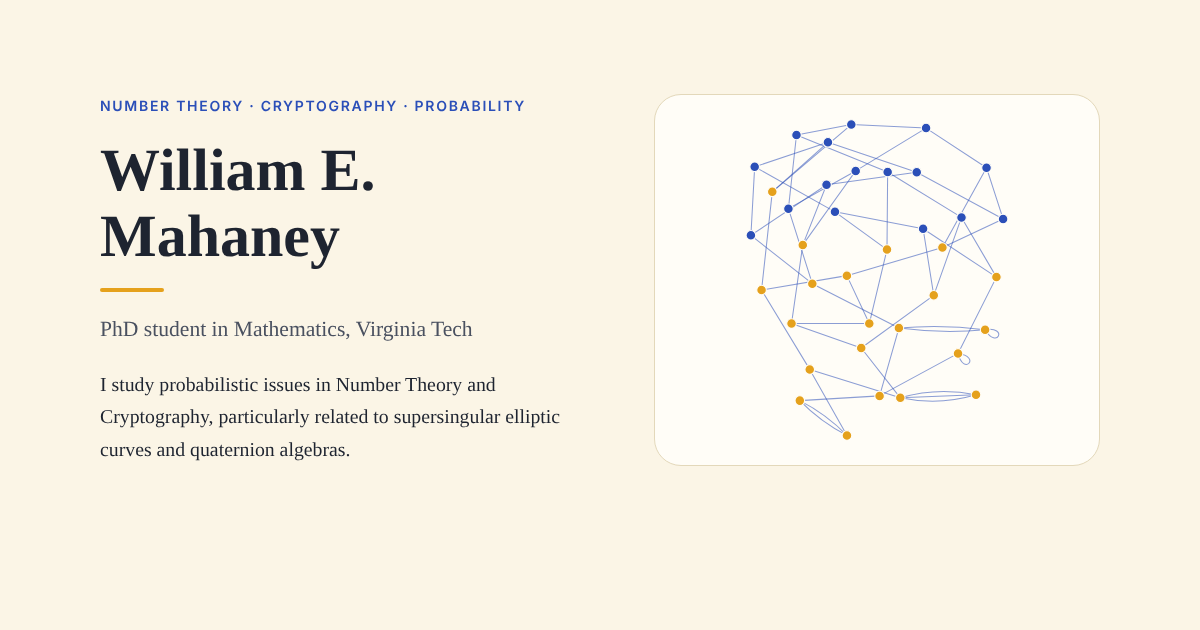 NUMBER THEORY · CRYPTOGRAPHY · PROBABILITY
William E.
Mahaney
PhD student in Mathematics, Virginia Tech
I study probabilistic issues in Number Theory and
Cryptography, particularly related to supersingular elliptic
curves and quaternion algebras.